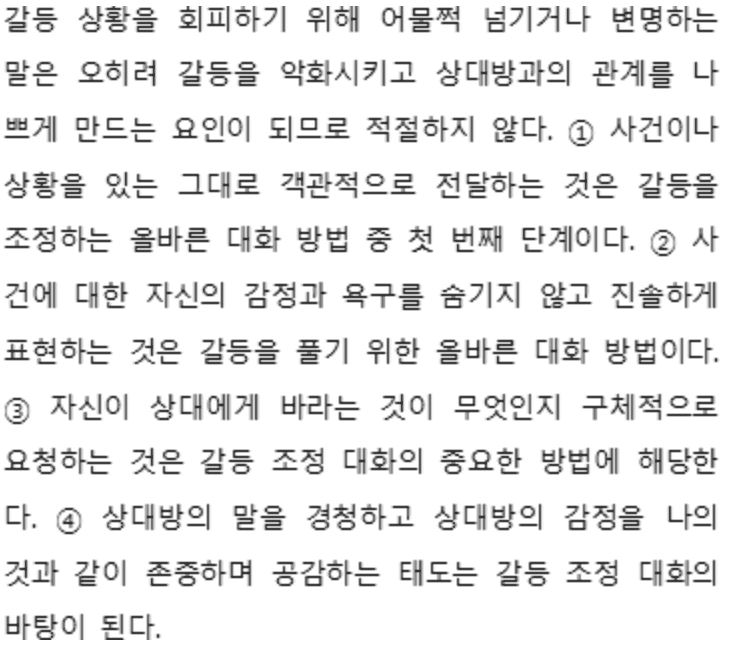 갈등 상황을 회피하기 위해 어물쩍 넘기거나 변명하는
말은 오히려 갈등을 악화시키고 상대방과의 관계를 나
쁘게 만드는 요인이 되므로 적절하지 않다. ① 사건이나
상황을 있는 그대로 객관적으로 전달하는 것은 갈등을
조정하는 올바른 대화 방법 중 첫 번째 단계이다. ② 사
건에 대한 자신의 감정과 욕구를 숨기지 않고 진솔하게
표현하는 것은 갈등을 풀기 위한 올바른 대화 방법이다.
③ 자신이 상대에게 바라는 것이 무엇인지 구체적으로
요청하는 것은 갈등 조정 대화의 중요한 방법에 해당한
다. ④ 상대방의 말을 경청하고 상대방의 감정을 나의
것과 같이 존중하며 공감하는 태도는 갈등 조정 대화의
바탕이 된다.